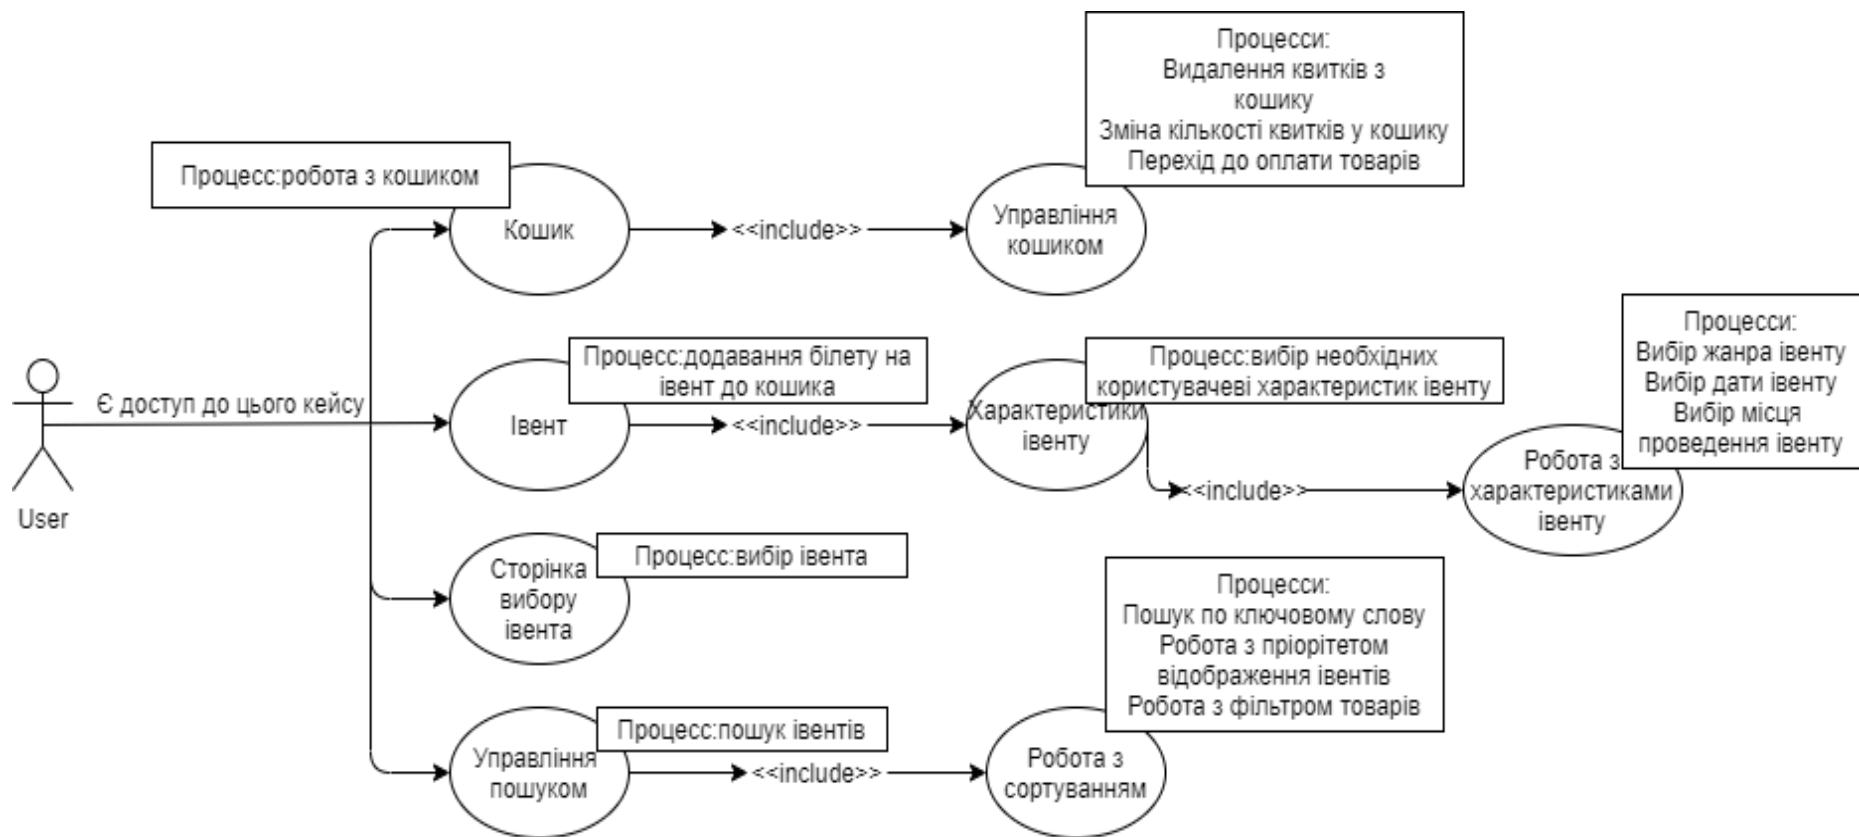 Процесси:
Видалення квитків з
кошику
Зміна кількості квитків у кошику
Перехід до оплати товарів
Процесс:робота з кошиком
Кошик
<<include>>
Управління
кошиком
Процесси:
Вибір жанра івенту
Вибір дати івенту
Вибір місця
проведення івенту
Процесс:додавання білету на
івент до кошика
Процесс:вибір необхідних
користувачеві характеристик івенту
Є доступ до цього кейсу
Івент
<<include>>
Характеристики
івенту
<<include>>
Робота з
характеристиками
івенту
User
Сторінка
вибору
івента
Процесс:вибір івента
Процесси:
Пошук по ключовому слову
Робота з пріорітетом
відображення івентів
Робота з фільтром товарів
Процесс:пошук івентів
Управління
пошуком
<<include>>
Робота з
сортуванням